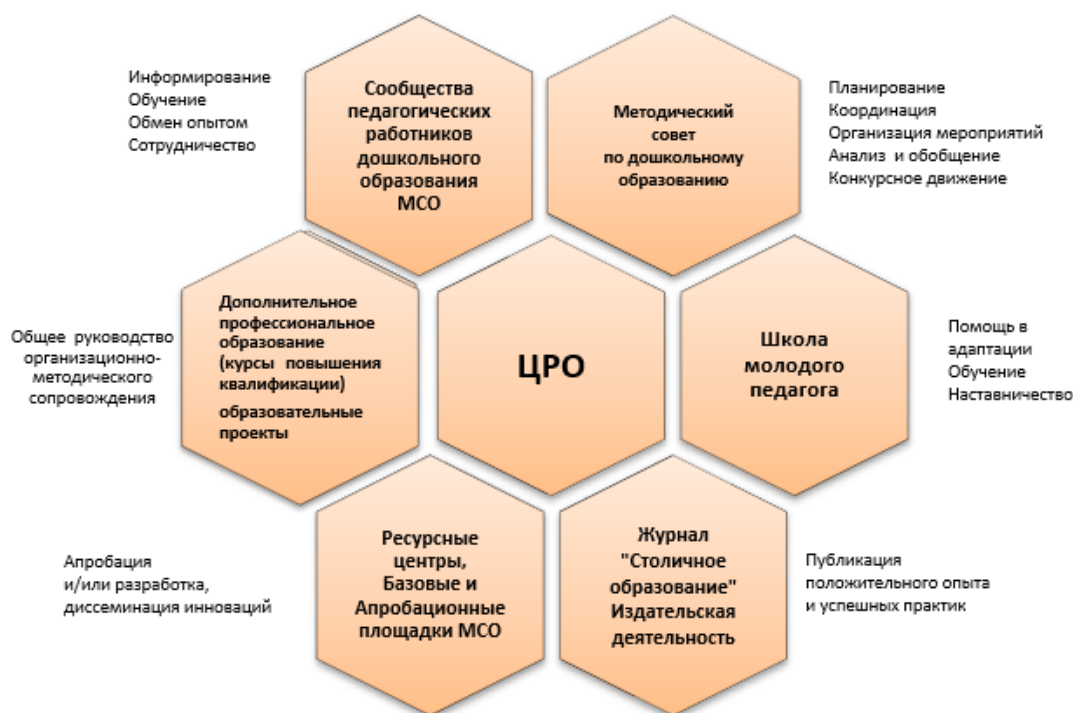 Информирование
Обучение
Обмен опытом
Сотрудничество
Сообщества
педагогических
работников
дошкольного
образования
МСО
Методический
совет
по дошкольному
образованию
Планирование
Координация
Организация мероприятий
Анализ и обобщение
Конкурсное движение
Общее руководство
организационно-
методического
сопровождения
Дополнительное
профессиональное
образование
(курсы повышения
квалификации)
образовательные
проекты
ЦРО
Школа
молодого
педагога
Помощь в
адаптации
Обучение
Наставничество
Апробация
и/или разработка,
диссеминация инноваций
Ресурсные
центры,
Базовые и
Апробационные
площадки МСО
Журнал
"Столичное
образование"
Издательская
деятельность
Публикация
положительного опыта
и успешных практик